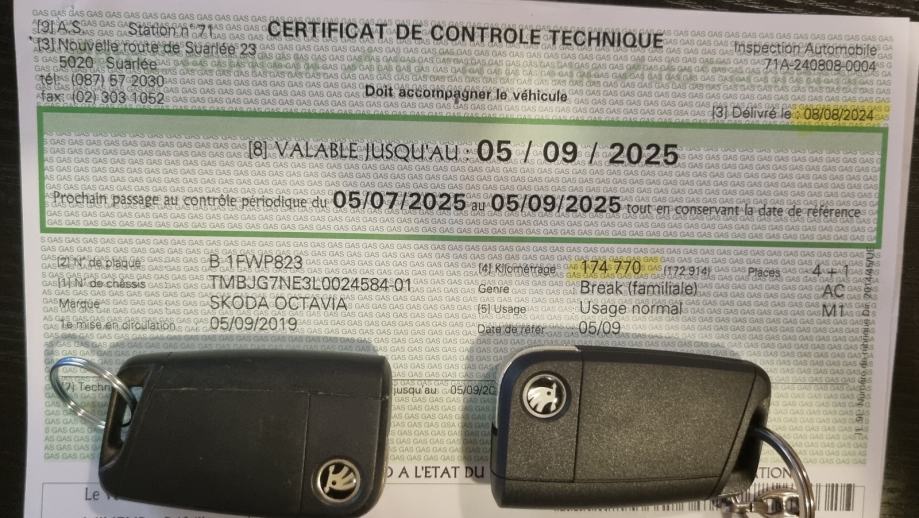 [9] A.S. Station n° 71
CERTIFICAT DE CONTROLE TECHNIQUE
[3] Nouvelle route de Suarlée 23
5020 Suarlée
tél: (087) 67 2030
fax: (02) 303 1052
Inspection Automobile
71A-240808-0004
Doit accompagner le véhicule
[3] Délivré le : 08/08/2024
[8] VALABLE JUSQU'AU : 05 / 09 / 2025
Prochain passage au contrôle périodique du 05/07/2025 au 05/09/2025 tout en conservant la date de référence
[2] N° de plaque B 1FWP823
[1] N° de châssis TMBJG7NE3L0024584-01
Marque SKODA OCTAVIA
1e mise en circulation 05/09/2019
[4] Kilométrage 174 770 (172 914)
Genre Break (familiale)
[5] Usage Usage normal
Date de référ 05/09
Places 4 + 1
AC
M1
[7] Techn
jusqu'au 05/09/20
A L'ETAT DU
Le